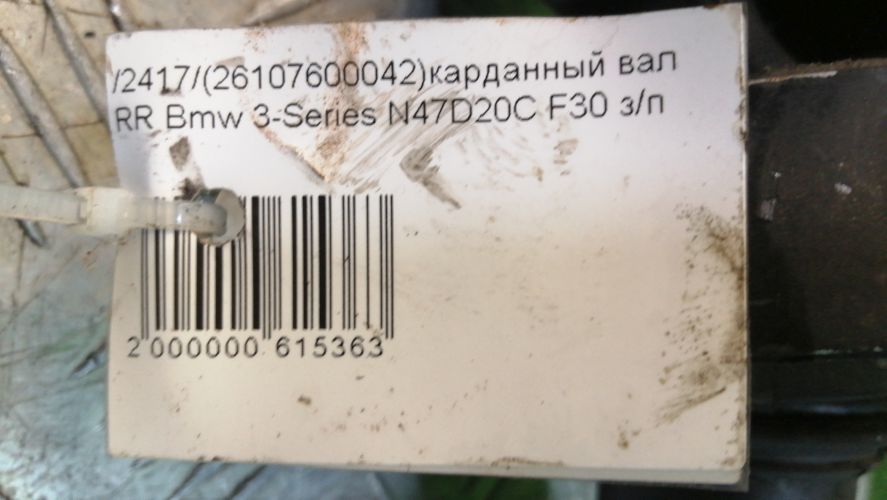 /2417/(26107600042)карданный вал
RR Bmw 3-Series N47D20C F30 з/п
2 000000 615363